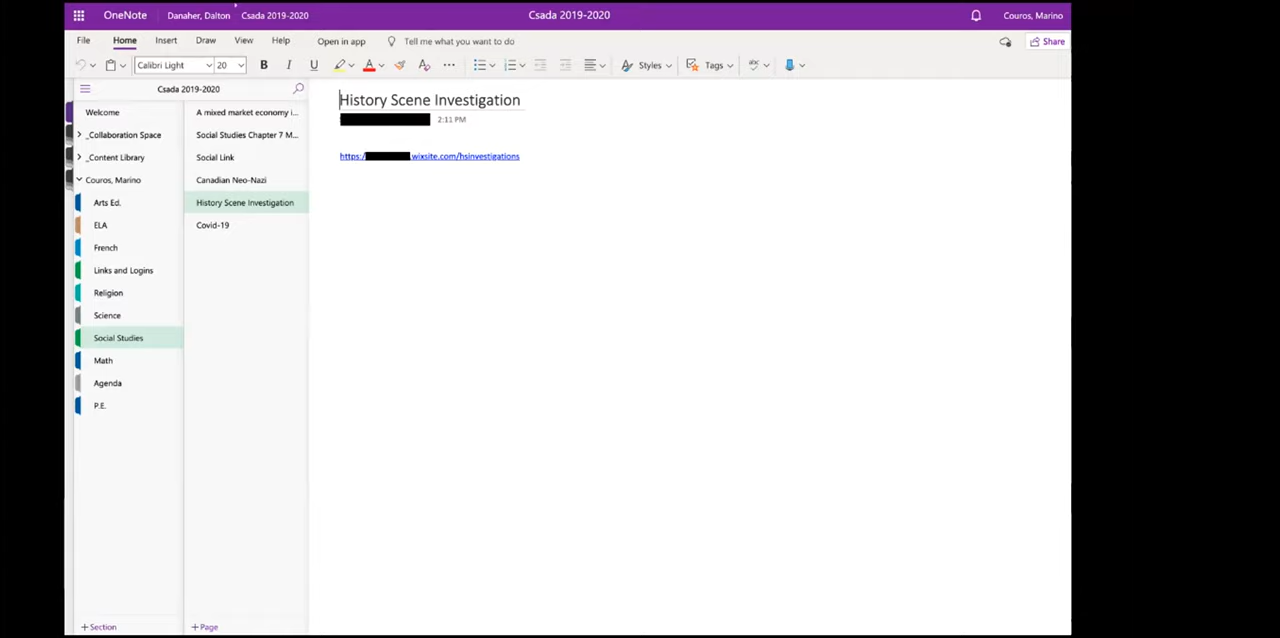 OneNote Danaher, Dalton Csada 2019-2020 Csada 2019-2020 Couros, Marino
File Home Insert Draw View Help Open in app Tell me what you want to do Share
Calibri Light 20 B I U A A Styles Tags abc
Csada 2019-2020
Welcome
_Collaboration Space
_Content Library
Couros, Marino
Arts Ed.
ELA
French
Links and Logins
Religion
Science
Social Studies
Math
Agenda
P.E.
+ Section
A mixed market economy i...
Social Studies Chapter 7 M...
Social Link
Canadian Neo-Nazi
History Scene Investigation
Covid-19
+ Page
History Scene Investigation
2:11 PM
https:/ .wixsite.com/hsinvestigations